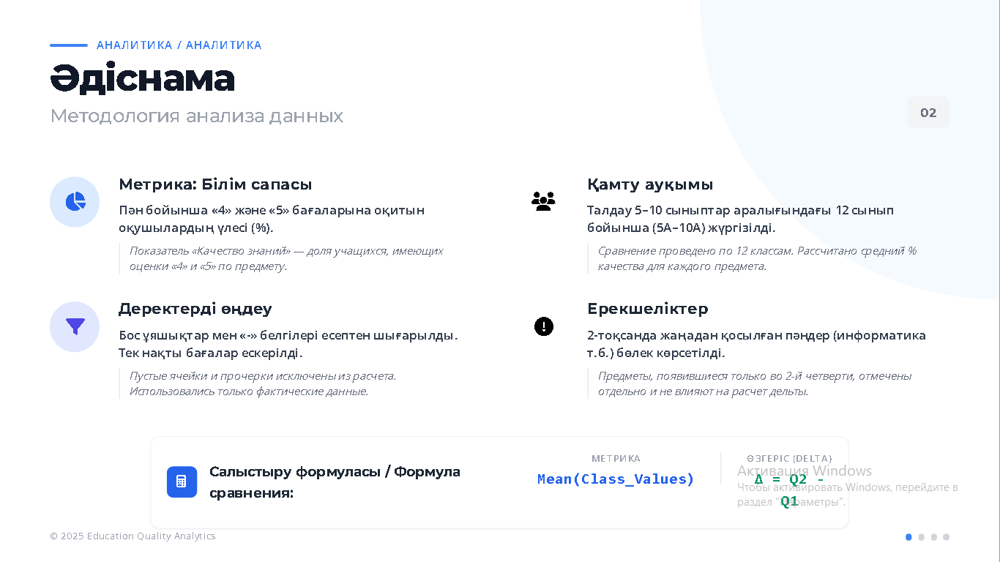 АНАЛИТИКА / АНАЛИТИКА
Әдіснама
Методология анализа данных
02
Метрика: Білім сапасы
Пән бойынша «4» және «5» бағаларына оқитын
оқушылардың үлесі (%).
Показатель «Качество знаний» — доля учащихся, имеющих
оценки «4» и «5» по предмету.
Қамту ауқымы
Талдау 5–10 сыныптар аралығындағы 12 сынып
бойынша (5А–10А) жүргізілді.
Сравнение проведено по 12 классам. Рассчитано средний %
качества для каждого предмета.
Деректерді өңдеу
Бос ұяшықтар мен «-» белгілері есептен шығарылды.
Тек нақты бағалар ескерілді.
Пустые ячейки и прочерки исключены из расчета.
Использовались только фактические данные.
Ерекшеліктер
2-тоқсанда жаңадан қосылған пәндер (информатика
т.б.) бөлек көрсетілді.
Предметы, появившиеся только во 2-й четверти, отмечены
отдельно и не влияют на расчет дельты.
Салыстыру формуласы / Формула
сравнения:
МЕТРИКА
Mean(Class_Values)
ӨЗГЕРІС (DELTA)
Δ = Q2 -
Q1
Активация Windows
Чтобы активировать Windows, перейдите в
раздел "Параметры".
© 2025 Education Quality Analytics